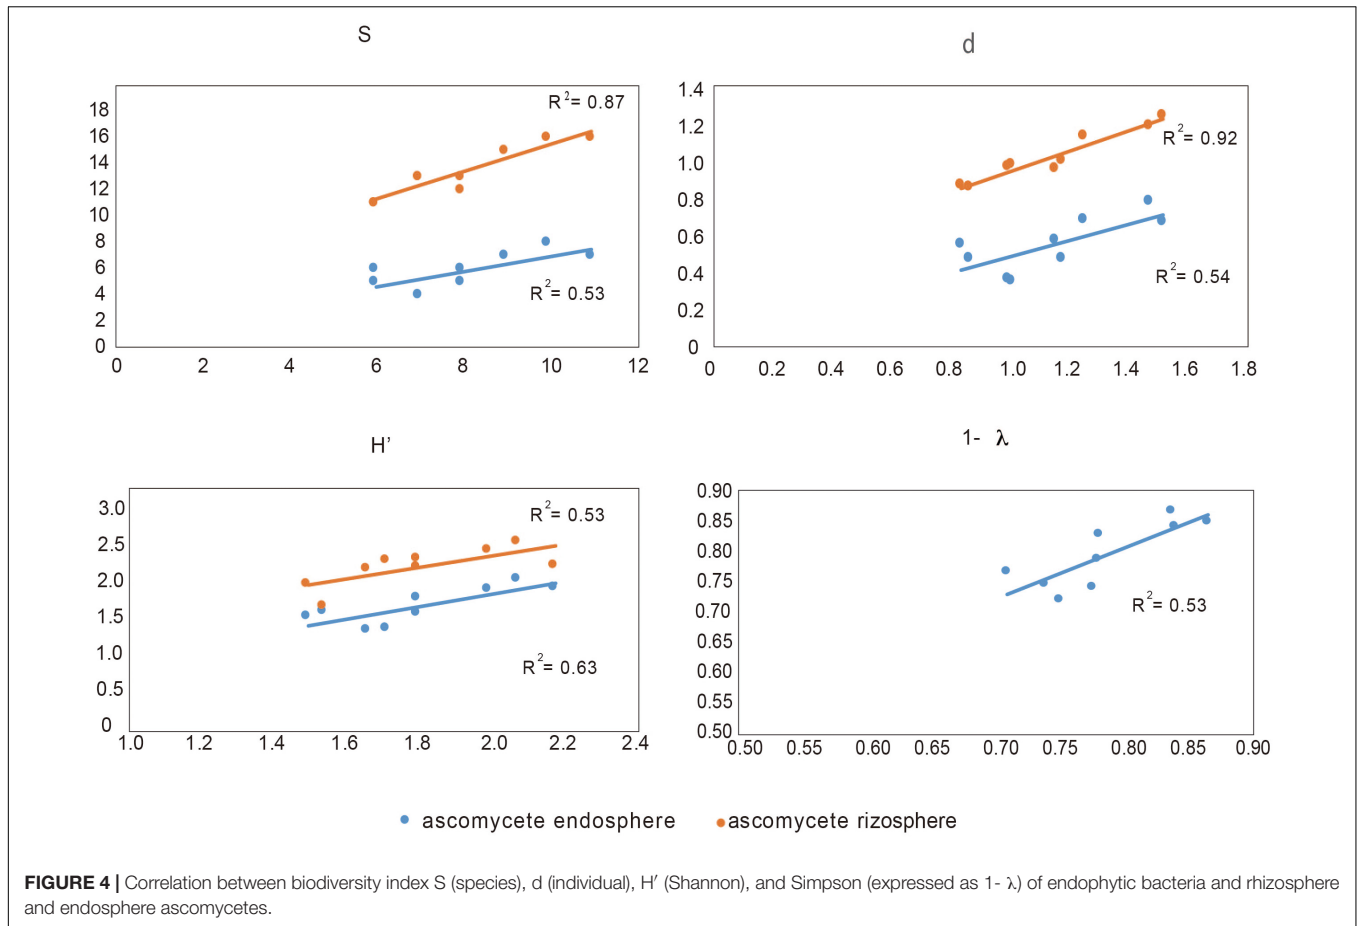 S
d
18
16
14
12
10
8
6
4
2
0
0 2 4 6 8 10 12
R2= 0.87
R2= 0.53
1.4
1.2
1.0
0.8
0.6
0.4
0.2
0
0 0.2 0.4 0.6 0.8 1.0 1.2 1.4 1.6 1.8
R2= 0.92
R2= 0.54
H'
1- λ
3.0
2.5
2.0
1.5
1.0
0.5
0
1.0 1.2 1.4 1.6 1.8 2.0 2.2 2.4
R2= 0.53
R2= 0.63
0.90
0.85
0.80
0.75
0.70
0.65
0.60
0.55
0.50
0.50 0.55 0.60 0.65 0.70 0.75 0.80 0.85 0.90
R2= 0.53
ascomycete endosphere ascomycete rizosphere
FIGURE 4 | Correlation between biodiversity index S (species), d (individual), H′ (Shannon), and Simpson (expressed as 1- λ) of endophytic bacteria and rhizosphere
and endosphere ascomycetes.